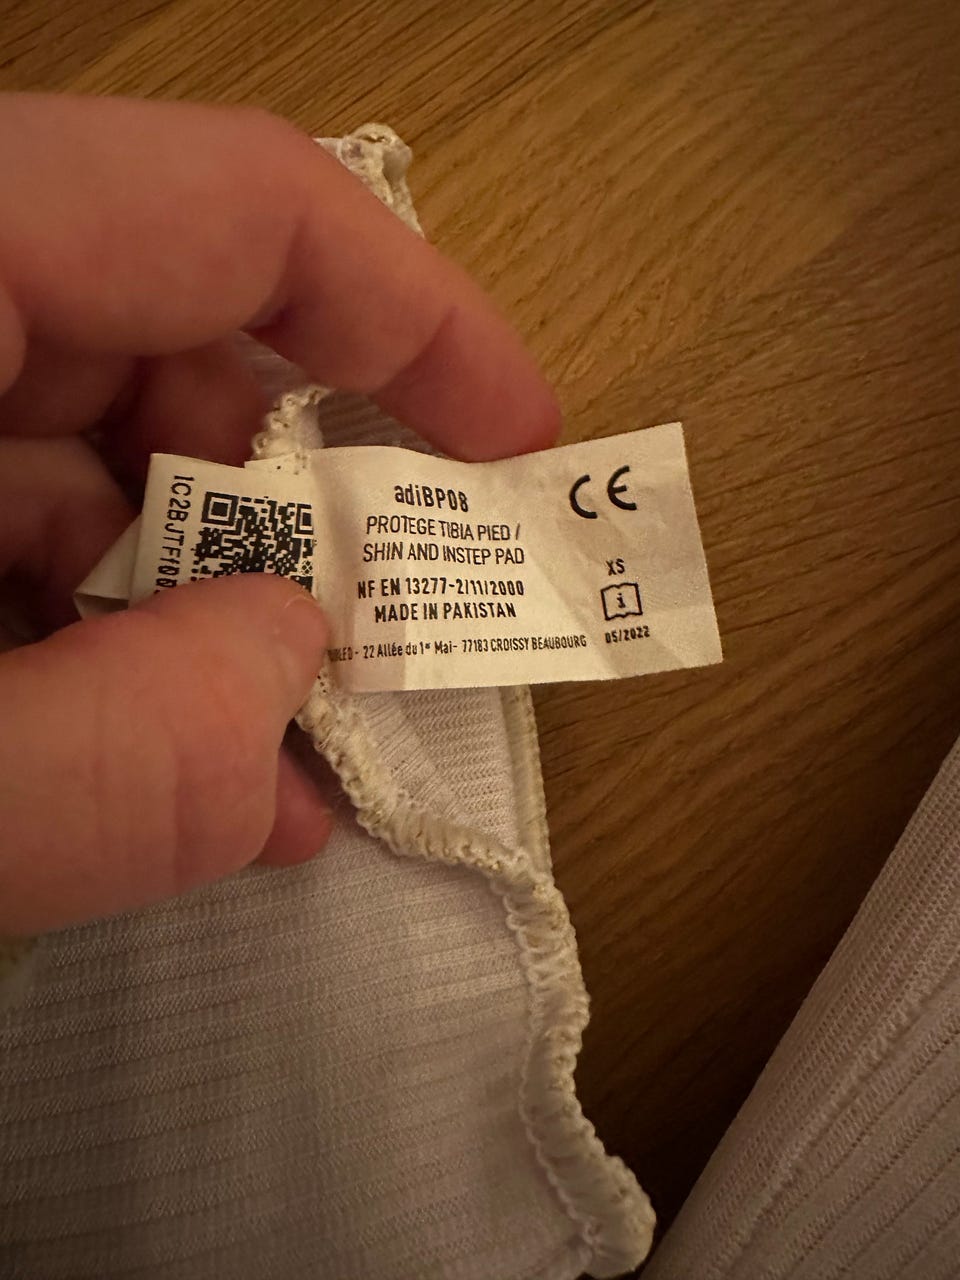 adiBP08
PROTEGE TIBIA PIED /
SHIN AND INSTEP PAD
NF EN 13277-2/11/2000
MADE IN PAKISTAN
- 22 Allée du 1er Mai- 77183 CROISSY BEAUBOURG
CE
XS
i
05/2022